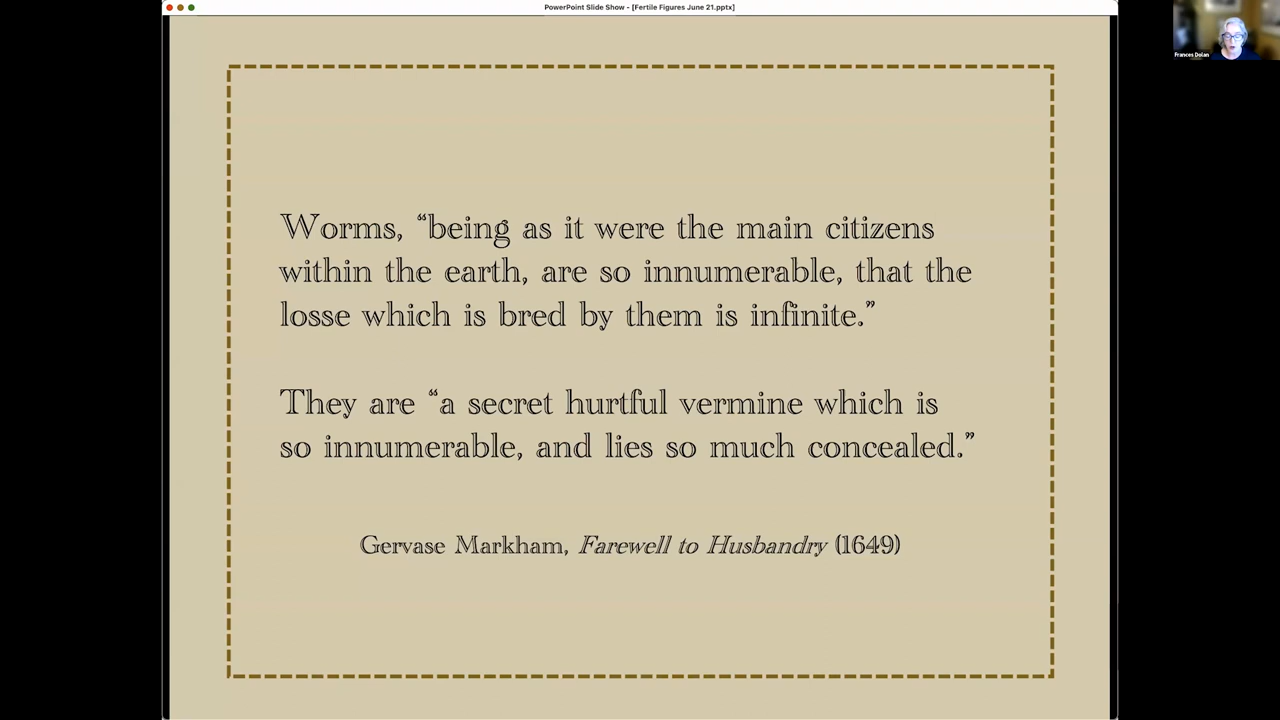 PowerPoint Slide Show - [Fertile Figures June 21.pptx]
Frances Dolan
Worms, “being as it were the main citizens
within the earth, are so innumerable, that the
losse which is bred by them is infinite.”
They are “a secret hurtful vermine which is
so innumerable, and lies so much concealed.”
Gervase Markham, Farewell to Husbandry (1649)